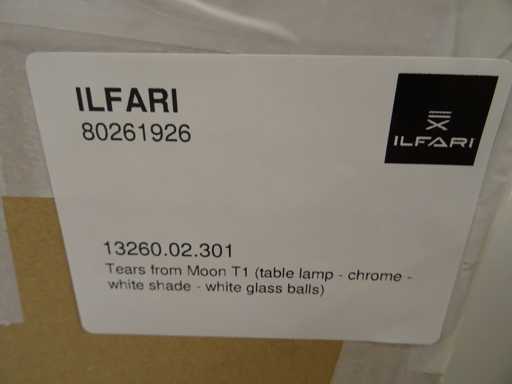 ILFARI
80261926
ILFARI
13260.02.301
Tears from Moon T1 (table lamp - chrome -
white shade - white glass balls)